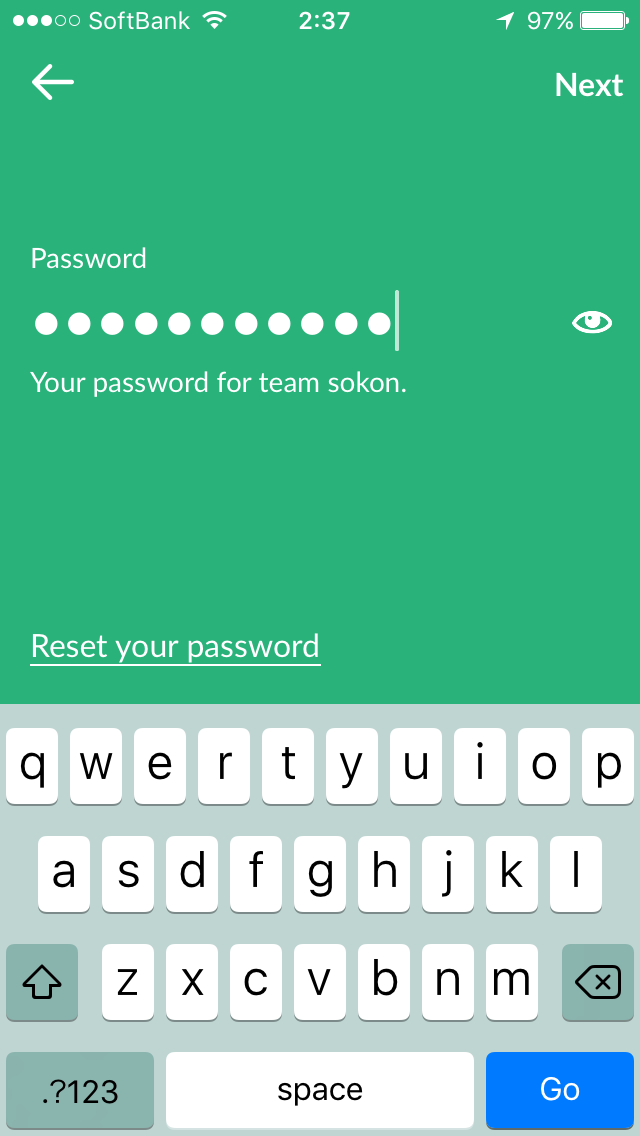 SoftBank 2:37 97%
Next
Password
Your password for team sokon.
Reset your password
q w e r t y u i o p
a s d f g h j k l
z x c v b n m
.?123 space Go